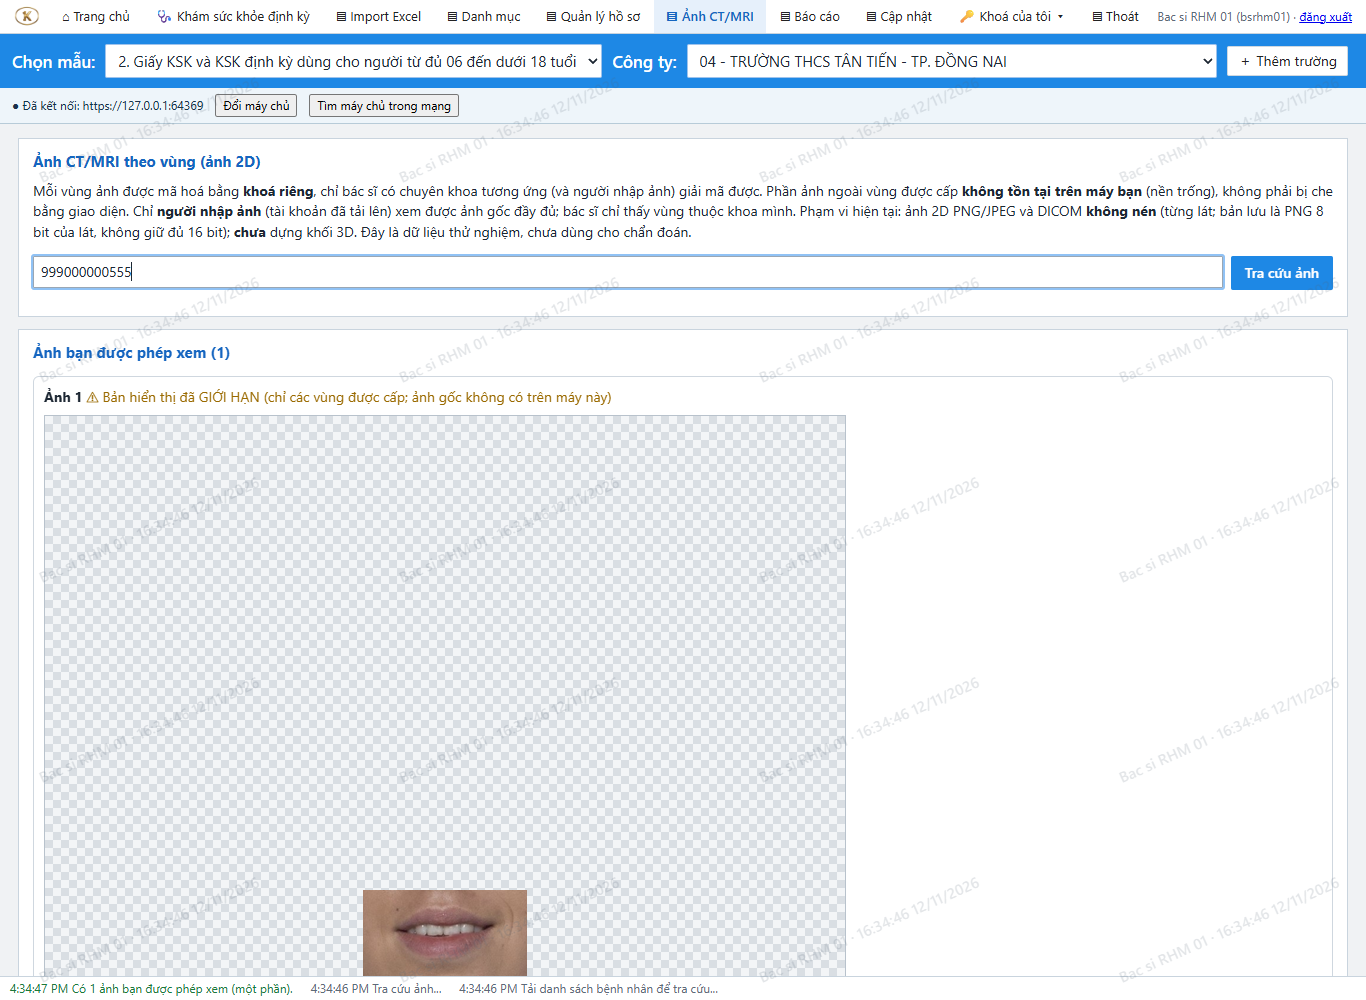 Trang chủ Khám sức khỏe định kỳ Import Excel Danh mục Quản lý hồ sơ Ảnh CT/MRI Báo cáo Cập nhật Khoá của tôi Thoát Bac si RHM 01 (bsrhm01) · đăng xuất
Chọn mẫu: 2. Giấy KSK và KSK định kỳ dùng cho người từ đủ 06 đến dưới 18 tuổi Công ty: 04 - TRƯỜNG THCS TÂN TIẾN - TP. ĐỒNG NAI + Thêm trường
● Đã kết nối: https://127.0.0.1:64369 Đổi máy chủ Tìm máy chủ trong mạng
Ảnh CT/MRI theo vùng (ảnh 2D)
Mỗi vùng ảnh được mã hoá bằng khoá riêng, chỉ bác sĩ có chuyên khoa tương ứng (và người nhập ảnh) giải mã được. Phần ảnh ngoài vùng được cấp không tồn tại trên máy bạn (nền trống), không phải bị che
bằng giao diện. Chỉ người nhập ảnh (tài khoản đã tải lên) xem được ảnh gốc đầy đủ; bác sĩ chỉ thấy vùng thuộc khoa mình. Phạm vi hiện tại: ảnh 2D PNG/JPEG và DICOM không nén (từng lát; bản lưu là PNG 8
bit của lát, không giữ đủ 16 bit); chưa dựng khối 3D. Đây là dữ liệu thử nghiệm, chưa dùng cho chẩn đoán.
999000000555 Tra cứu ảnh
Ảnh bạn được phép xem (1)
Ảnh 1 ⚠ Bản hiển thị đã GIỚI HẠN (chỉ các vùng được cấp; ảnh gốc không có trên máy này)
Bac si RHM 01 - 16:34:46 12/11/2026
4:34:47 PM Có 1 ảnh bạn được phép xem (một phần). 4:34:46 PM Tra cứu ảnh... 4:34:46 PM Tải danh sách bệnh nhân để tra cứu...